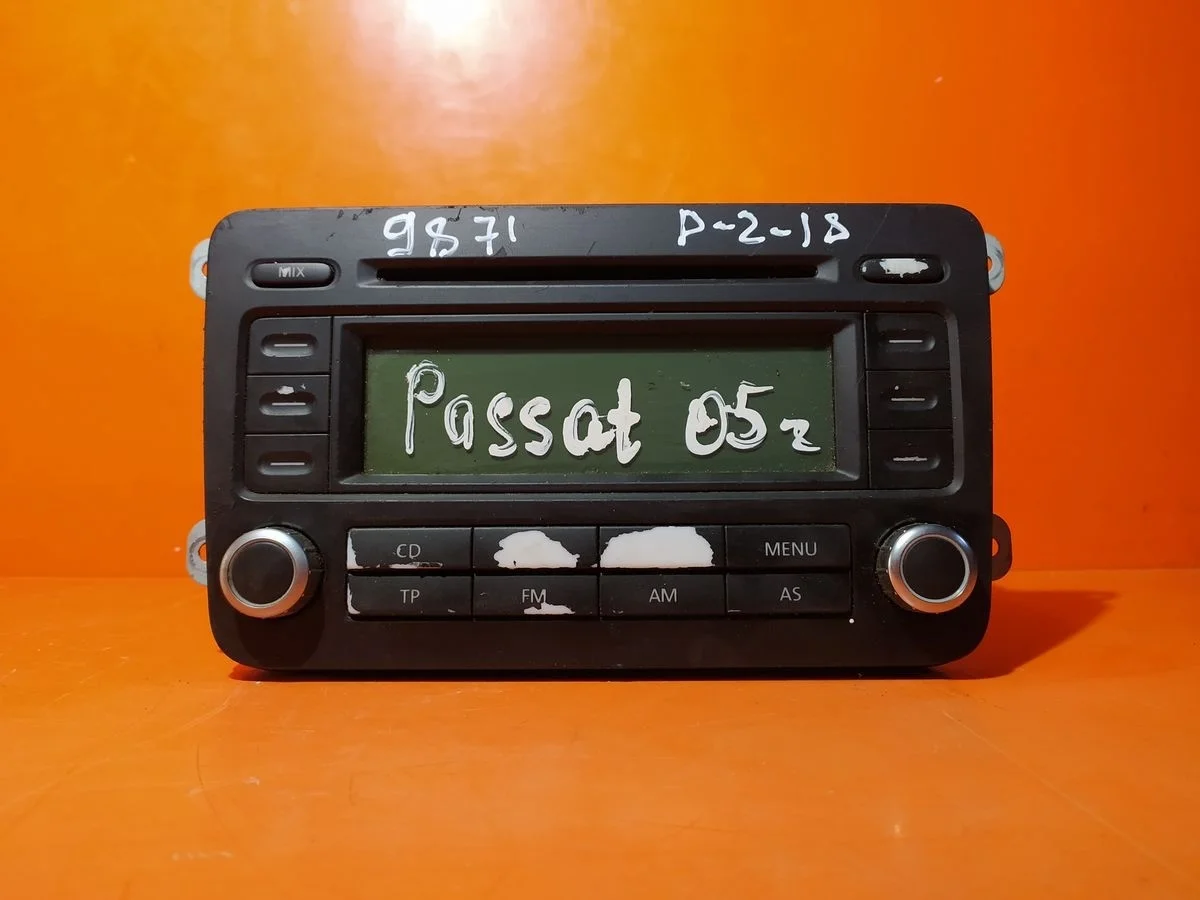 9871 P-2-18
MIX
Passat 05г
CD MENU
TP FM AM AS